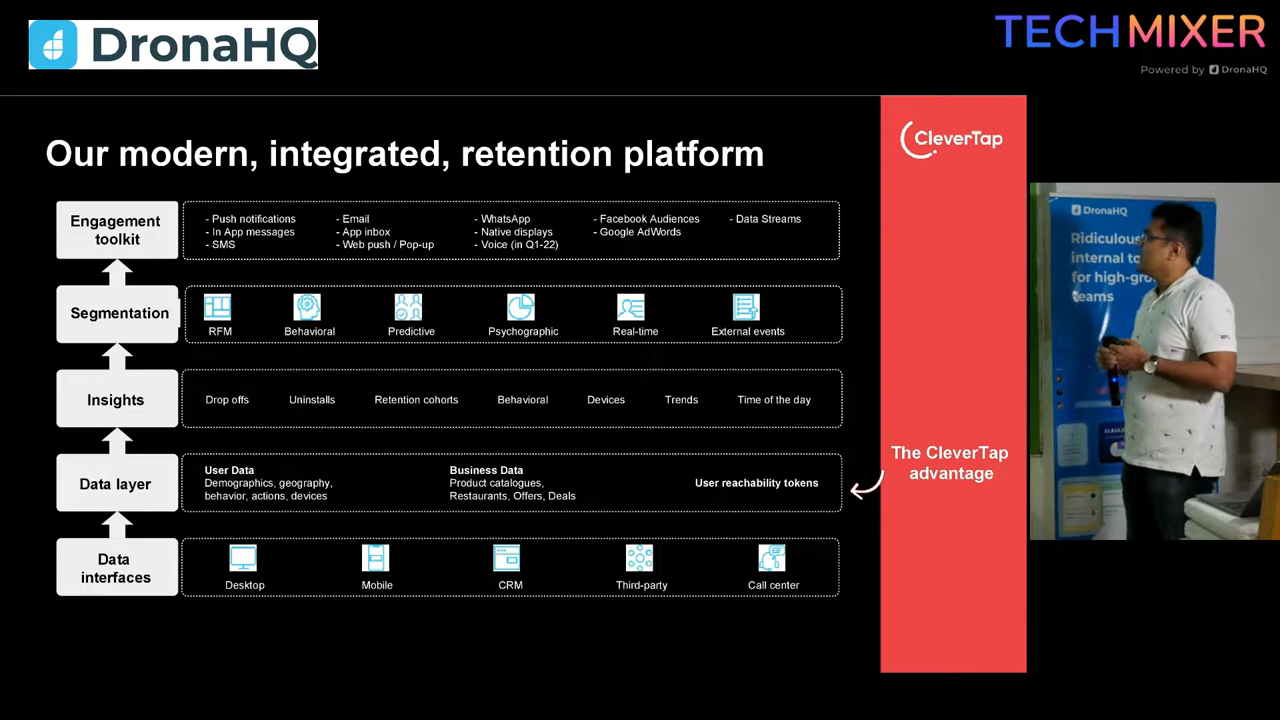 DronaHQ
TECHMIXER
Powered by DronaHQ
Our modern, integrated, retention platform
CleverTap
Engagement
toolkit
- Push notifications
- In App messages
- SMS
- Email
- App inbox
- Web push / Pop-up
- WhatsApp
- Native displays
- Voice (in Q1-22)
- Facebook Audiences
- Google AdWords
- Data Streams
Segmentation
RFM
Behavioral
Predictive
Psychographic
Real-time
External events
Insights
Drop offs
Uninstalls
Retention cohorts
Behavioral
Devices
Trends
Time of the day
Data layer
User Data
Demographics, geography,
behavior, actions, devices
Business Data
Product catalogues,
Restaurants, Offers, Deals
User reachability tokens
The CleverTap
advantage
Data
interfaces
Desktop
Mobile
CRM
Third-party
Call center
DronaHQ
Ridiculous
internal to
for high-gro
teams